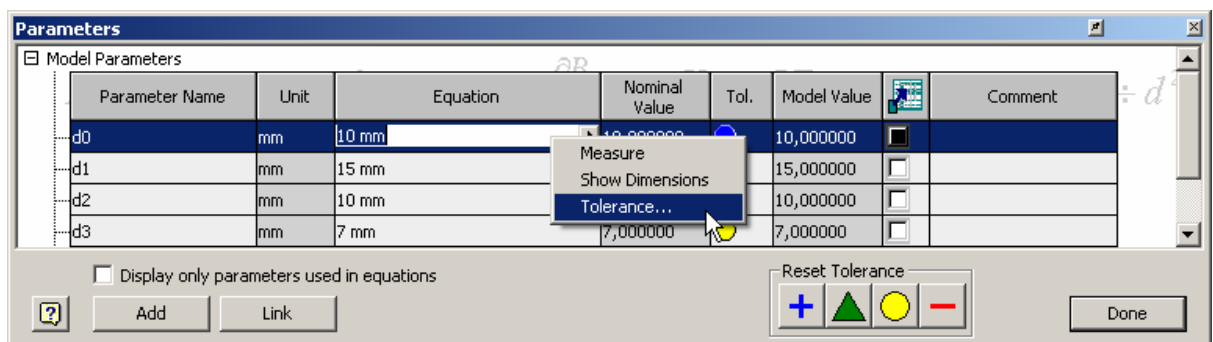 Parameters
Model Parameters
Parameter Name Unit Equation Nominal Value Tol. Model Value Comment
d0 mm 10 mm 10,000000 10,000000
Measure
d1 mm 15 mm 15,000000
Show Dimensions
d2 mm 10 mm 10,000000
Tolerance...
d3 mm 7 mm 7,000000 7,000000
Display only parameters used in equations
Reset Tolerance
Add Link Done